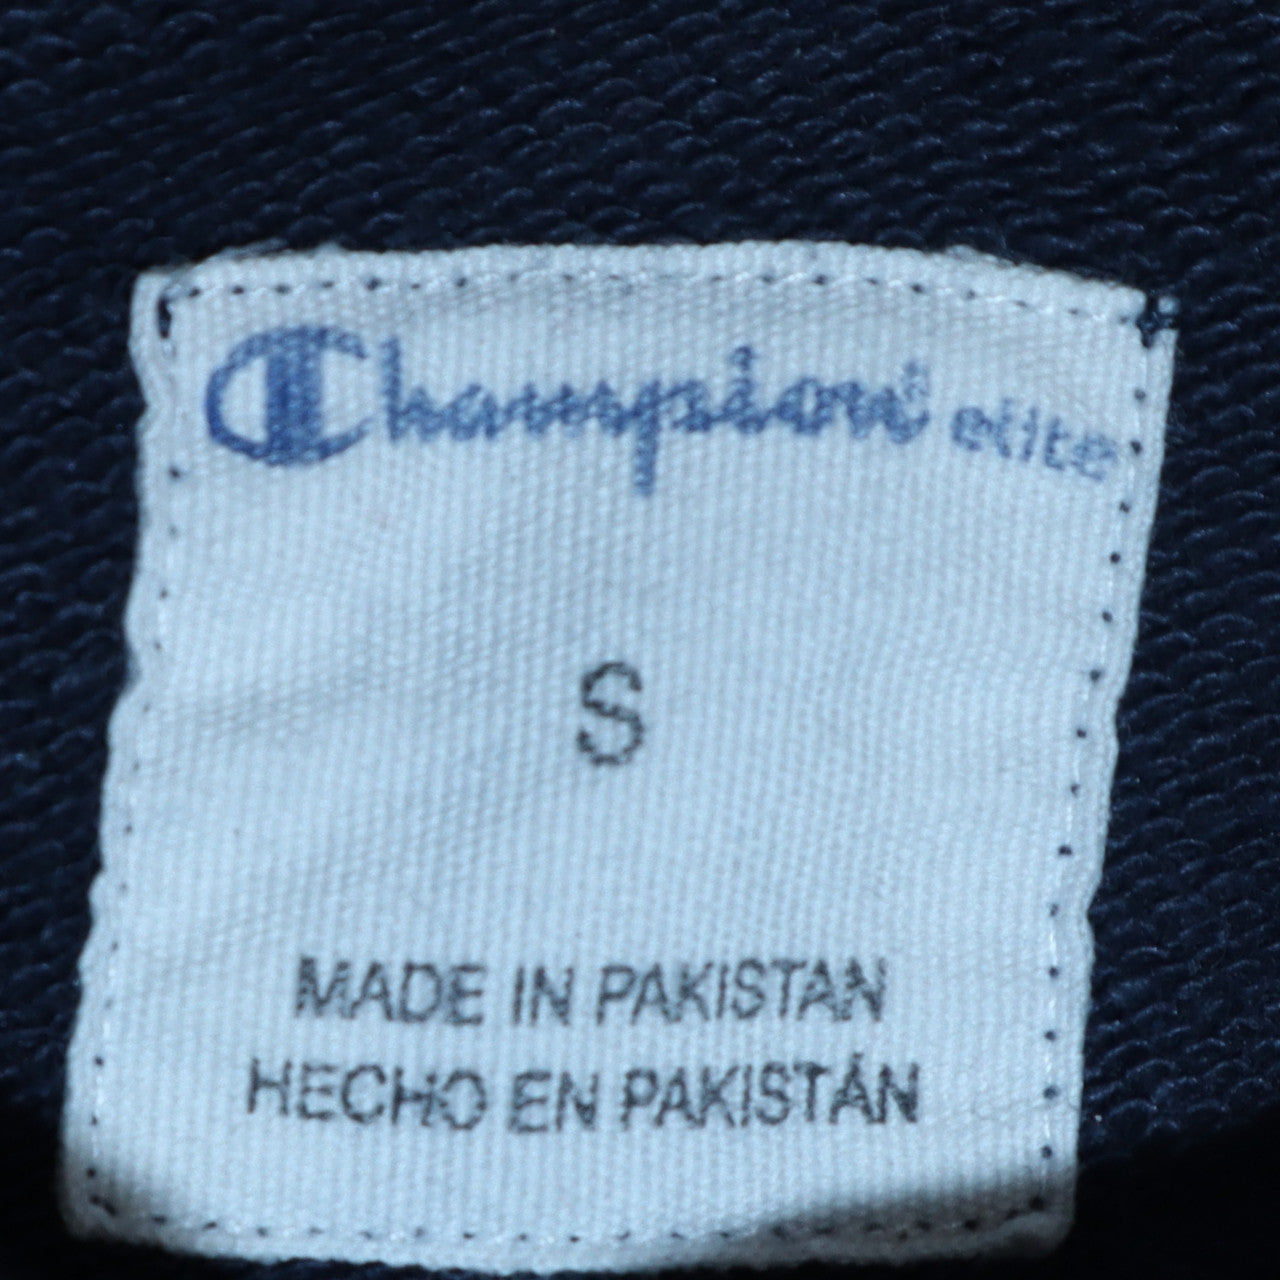 Champion elite
S
MADE IN PAKISTAN
HECHO EN PAKISTÁN